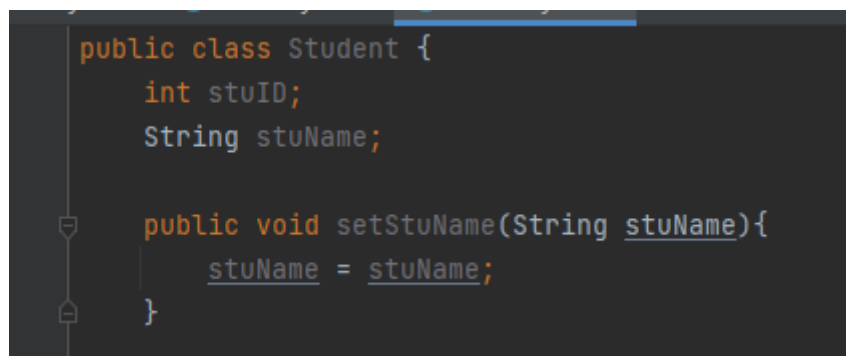 public class Student {
int stuID;
String stuName;
public void setStuName(String stuName){
stuName = stuName;
}